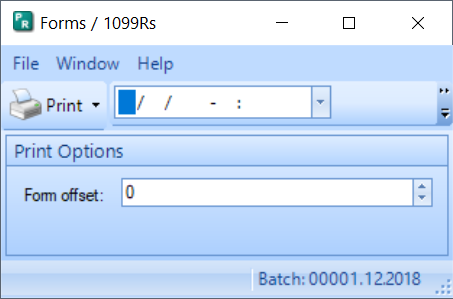 PR Forms / 1099Rs
File Window Help
Print / / - :
Print Options
Form offset: 0
Batch: 00001.12.2018